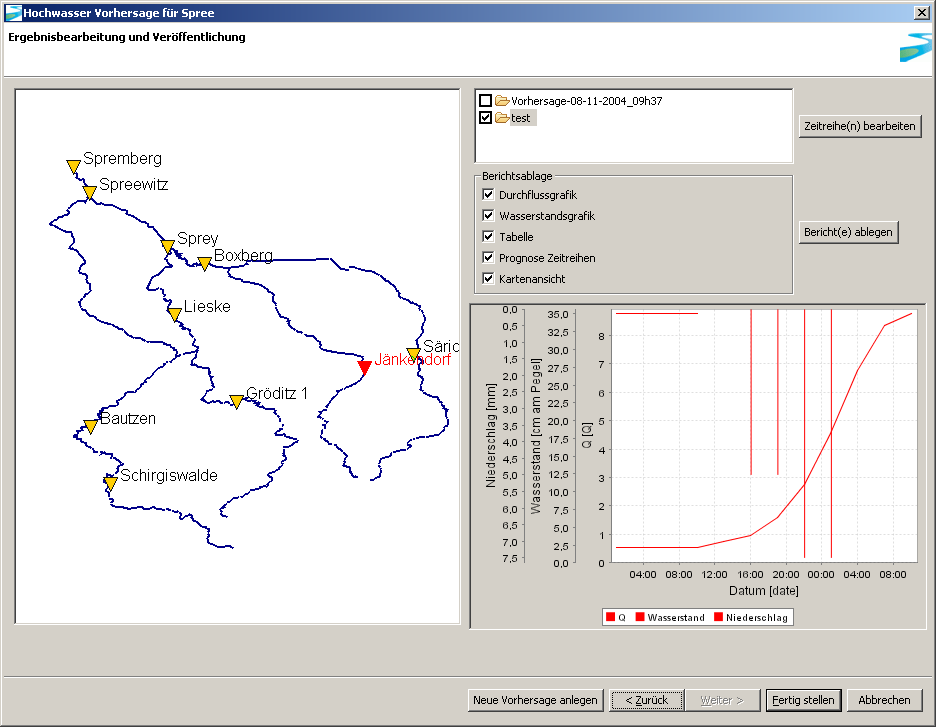 Hochwasser Vorhersage für Spree
Ergebnisbearbeitung und Veröffentlichung
Spremberg
Spreewitz
Sprey
Boxberg
Lieske
Säric
Jänkendorf
Gröditz 1
Bautzen
Schirgiswalde
Vorhersage-08-11-2004_09h37
test
Zeitreihe(n) bearbeiten
Berichtsablage
Durchflussgrafik
Wasserstandsgrafik
Tabelle
Prognose Zeitreihen
Kartenansicht
Bericht(e) ablegen
Niederschlag [mm]
0,0
0,5
1,0
1,5
2,0
2,5
3,0
3,5
4,0
4,5
5,0
5,5
6,0
6,5
7,0
7,5
Wasserstand [cm am Pegel]
35,0
32,5
30,0
27,5
25,0
22,5
20,0
17,5
15,0
12,5
10,0
7,5
5,0
2,5
0,0
Q [Q]
8
7
6
5
4
3
2
1
0
04:00 08:00 12:00 16:00 20:00 00:00 04:00 08:00
Datum [date]
Q Wasserstand Niederschlag
Neue Vorhersage anlegen < Zurück Weiter > Fertig stellen Abbrechen